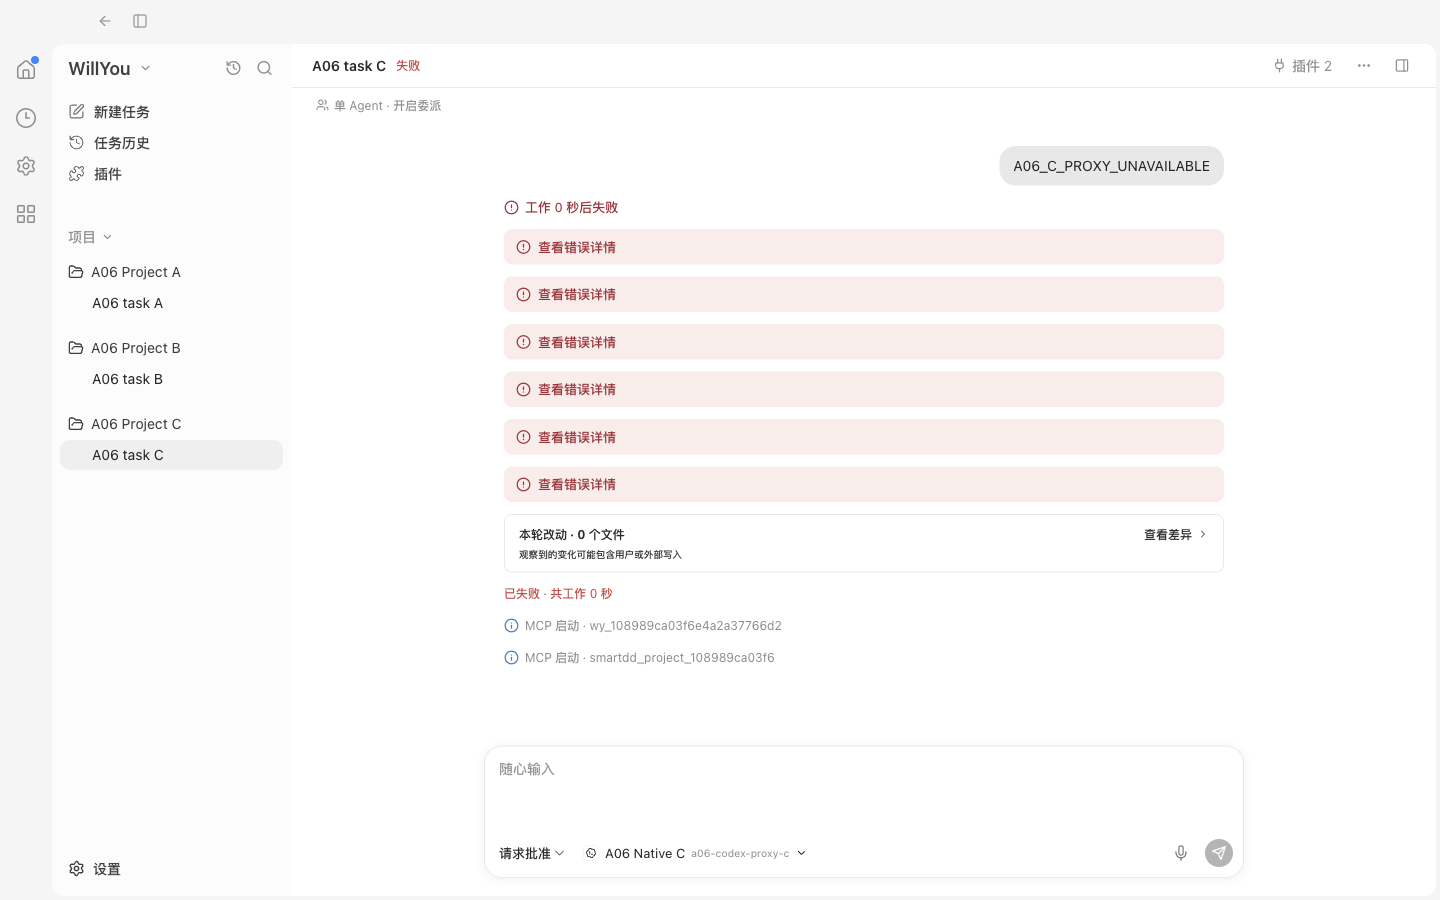 WillYou
新建任务
任务历史
插件
项目
A06 Project A
A06 task A
A06 Project B
A06 task B
A06 Project C
A06 task C
设置
A06 task C 失败
插件 2
单 Agent · 开启委派
A06_C_PROXY_UNAVAILABLE
工作 0 秒后失败
查看错误详情
查看错误详情
查看错误详情
查看错误详情
查看错误详情
查看错误详情
本轮改动 · 0 个文件
查看差异
观察到的变化可能包含用户或外部写入
已失败 · 共工作 0 秒
MCP 启动 · wy_108989ca03f6e4a2a37766d2
MCP 启动 · smartdd_project_108989ca03f6
随心输入
请求批准 A06 Native C a06-codex-proxy-c